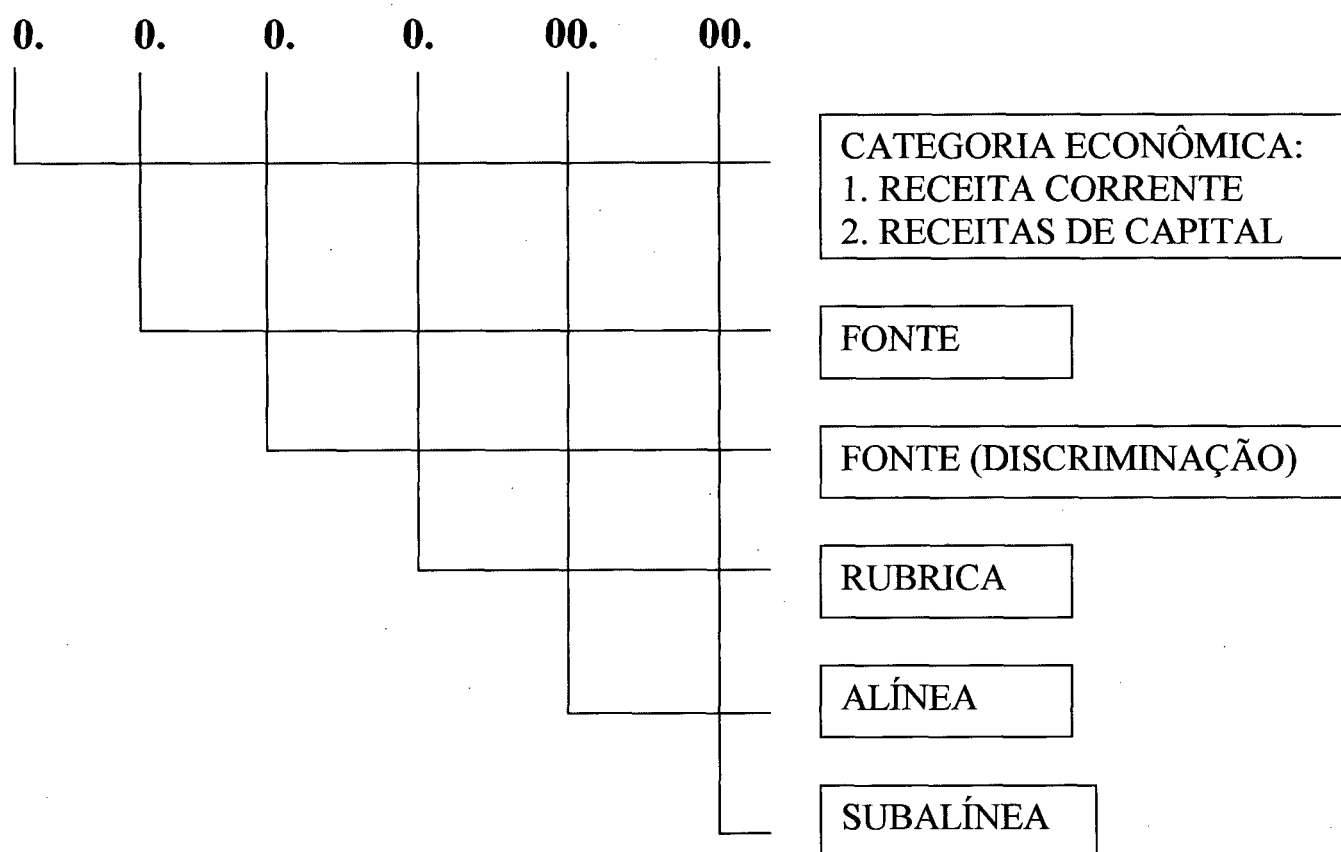 0. 0. 0. 0. 00. 00.
CATEGORIA ECONÔMICA:
1. RECEITA CORRENTE
2. RECEITAS DE CAPITAL
FONTE
FONTE (DISCRIMINAÇÃO)
RUBRICA
ALÍNEA
SUBALÍNEA